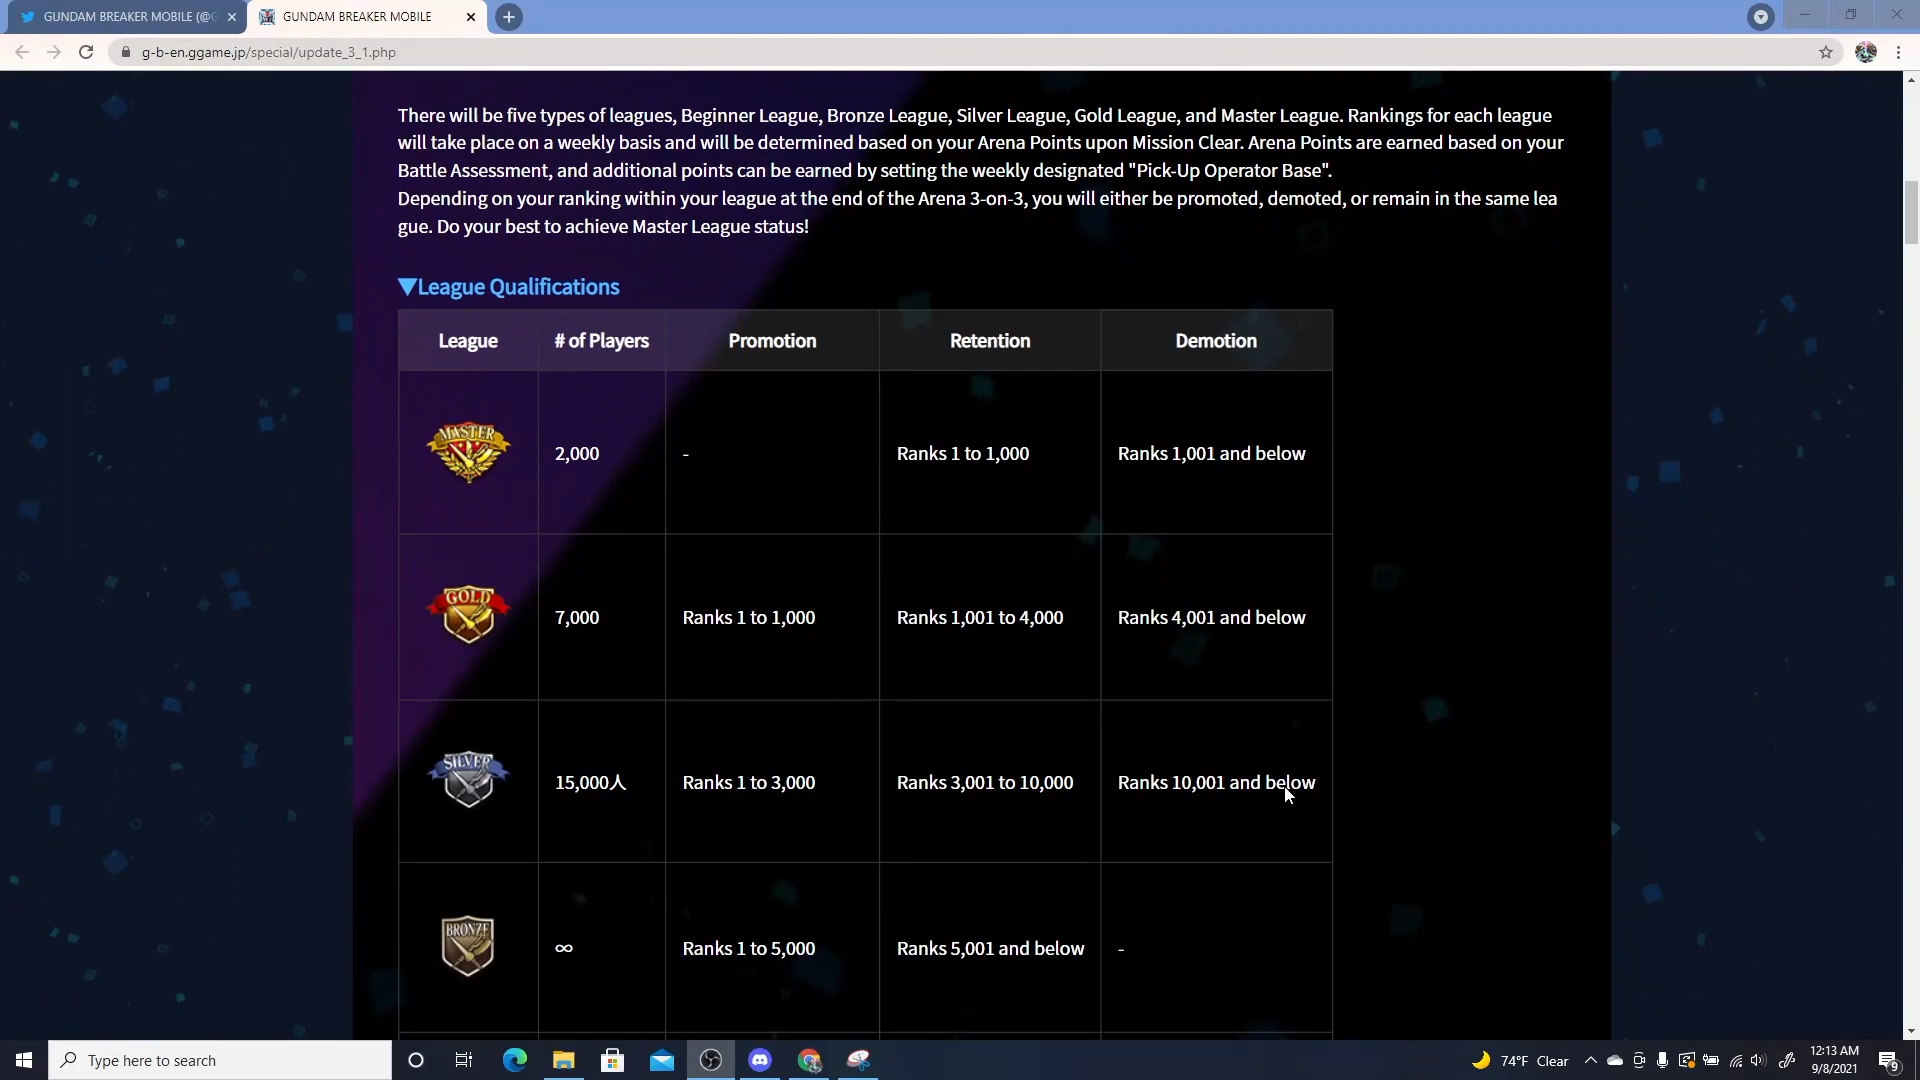 GUNDAM BREAKER MOBILE (@G
GUNDAM BREAKER MOBILE
g-b-en.ggame.jp/special/update_3_1.php
There will be five types of leagues, Beginner League, Bronze League, Silver League, Gold League, and Master League. Rankings for each league
will take place on a weekly basis and will be determined based on your Arena Points upon Mission Clear. Arena Points are earned based on your
Battle Assessment, and additional points can be earned by setting the weekly designated "Pick-Up Operator Base".
Depending on your ranking within your league at the end of the Arena 3-on-3, you will either be promoted, demoted, or remain in the same lea
gue. Do your best to achieve Master League status!
▼League Qualifications
League # of Players Promotion Retention Demotion
MASTER 2,000 - Ranks 1 to 1,000 Ranks 1,001 and below
GOLD 7,000 Ranks 1 to 1,000 Ranks 1,001 to 4,000 Ranks 4,001 and below
SILVER 15,000人 Ranks 1 to 3,000 Ranks 3,001 to 10,000 Ranks 10,001 and below
BRONZE ∞ Ranks 1 to 5,000 Ranks 5,001 and below -
Type here to search
74°F Clear
12:13 AM
9/8/2021
9